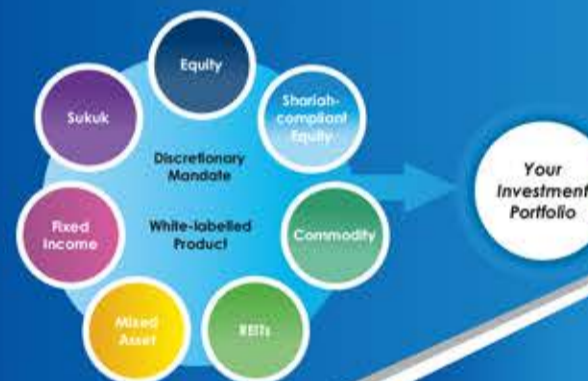 Equity
Shariah-
compliant
Equity
Sukuk
Discretionary
Mandate
Your
Investment
Portfolio
Fixed
Income
White-labelled
Product
Commodity
Mixed
Asset
REITs